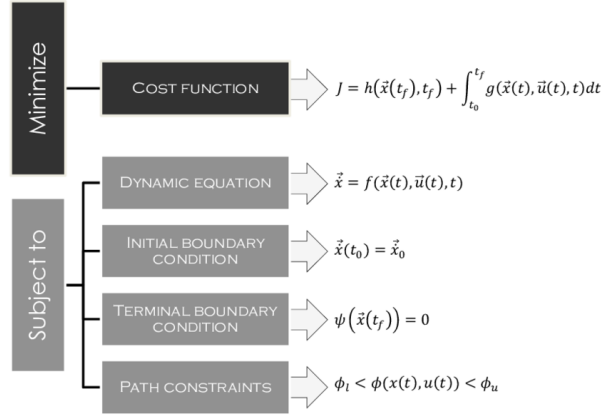 Minimize
COST FUNCTION
J = h(x⃗(t_f), t_f) + ∫_{t_0}^{t_f} g(x⃗(t), u⃗(t), t)dt
Subject to
DYNAMIC EQUATION
ẋ⃗ = f(x⃗(t), u⃗(t), t)
INITIAL BOUNDARY
CONDITION
ẋ⃗(t_0) = ẋ⃗_0
TERMINAL BOUNDARY
CONDITION
ψ(x⃗(t_f)) = 0
PATH CONSTRAINTS
ϕ_l < ϕ(x(t), u(t)) < ϕ_u